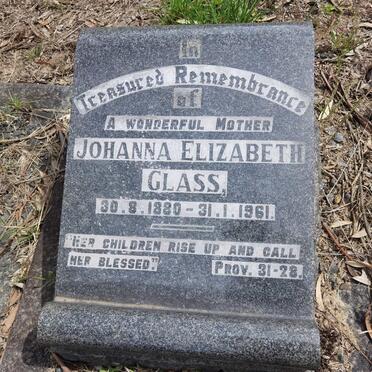 In
Treasured Remembrance
of
A WONDERFUL MOTHER
JOHANNA ELIZABETH
GLASS,
30.8.1880 - 31.1.1961.
"HER CHILDREN RISE UP AND CALL
HER BLESSED." PROV. 31-28.